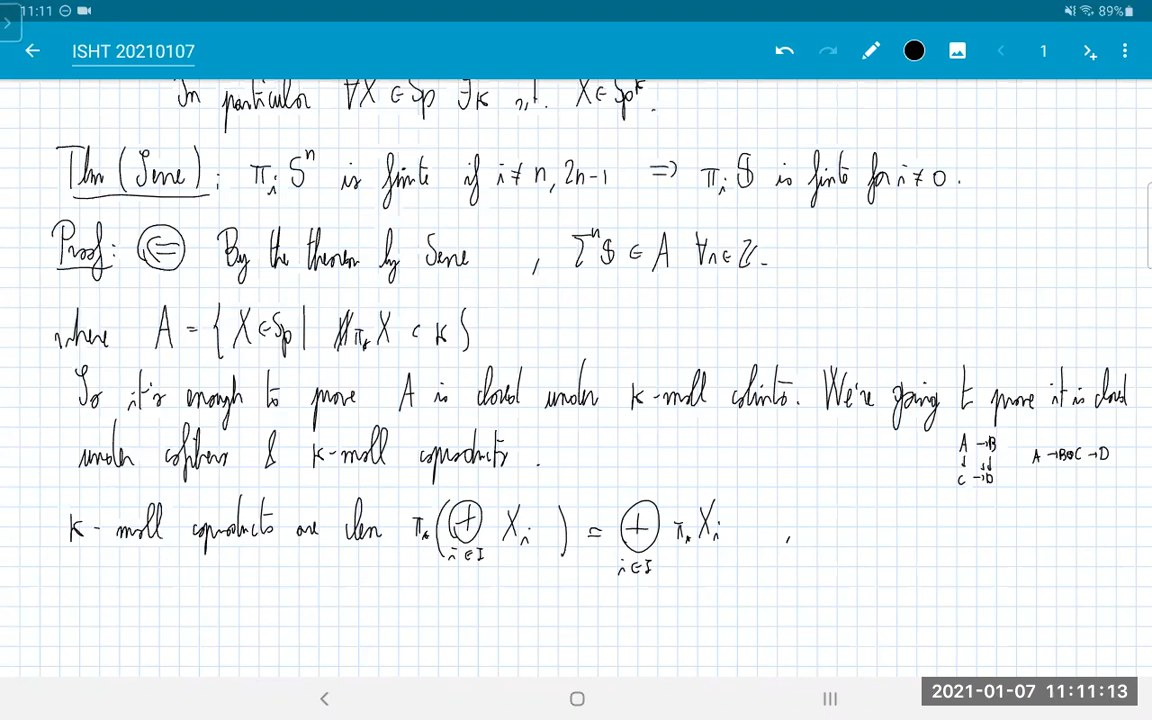 11:11
89%
ISHT 20210107
1
In particular ∀X ∈ Sp ∃κ s.t. X ∈ Sp^κ.
Thm (Serre): π_i S^n is finite if i ≠ n, 2n-1 ⇒ π_i 𝕊 is finite for i ≠ 0.
Proof: (⇐) By the theorem by Serre , Σ^n 𝕊 ∈ A ∀n ∈ ℤ.
where A = { X ∈ Sp | #π_* X < κ }
So it's enough to prove A is closed under κ-small colimits. We're going to prove it is closed
under cofibers & κ-small coproducts.
A → B
↓ ↓
C → D
A → B⊕C → D
κ-small coproducts are clear π_*(⊕_{i∈I} X_i) = ⊕_{i∈I} π_* X_i ,
2021-01-07 11:11:13